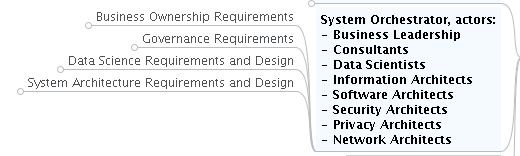 Business Ownership Requirements
Governance Requirements
Data Science Requirements and Design
System Architecture Requirements and Design
System Orchestrator, actors:
- Business Leadership
- Consultants
- Data Scientists
- Information Architects
- Software Architects
- Security Architects
- Privacy Architects
- Network Architects